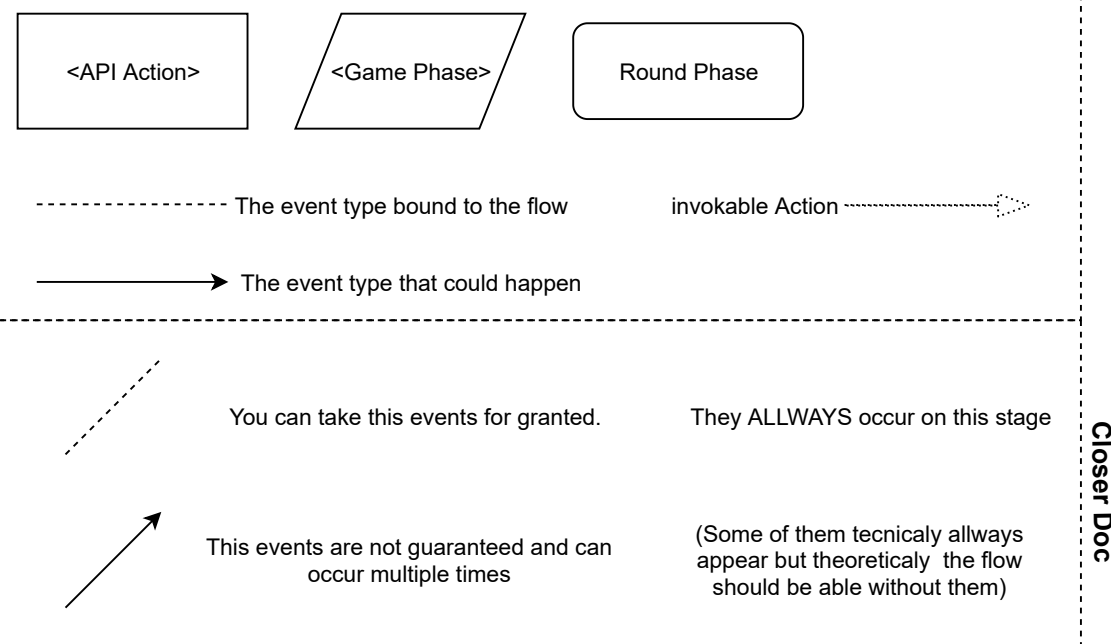 <API Action>
<Game Phase>
Round Phase
The event type bound to the flow
invokable Action
The event type that could happen
You can take this events for granted.
They ALLWAYS occur on this stage
This events are not guaranteed and can
occur multiple times
(Some of them tecnicaly allways
appear but theoreticaly  the flow
should be able without them)
Closer Doc